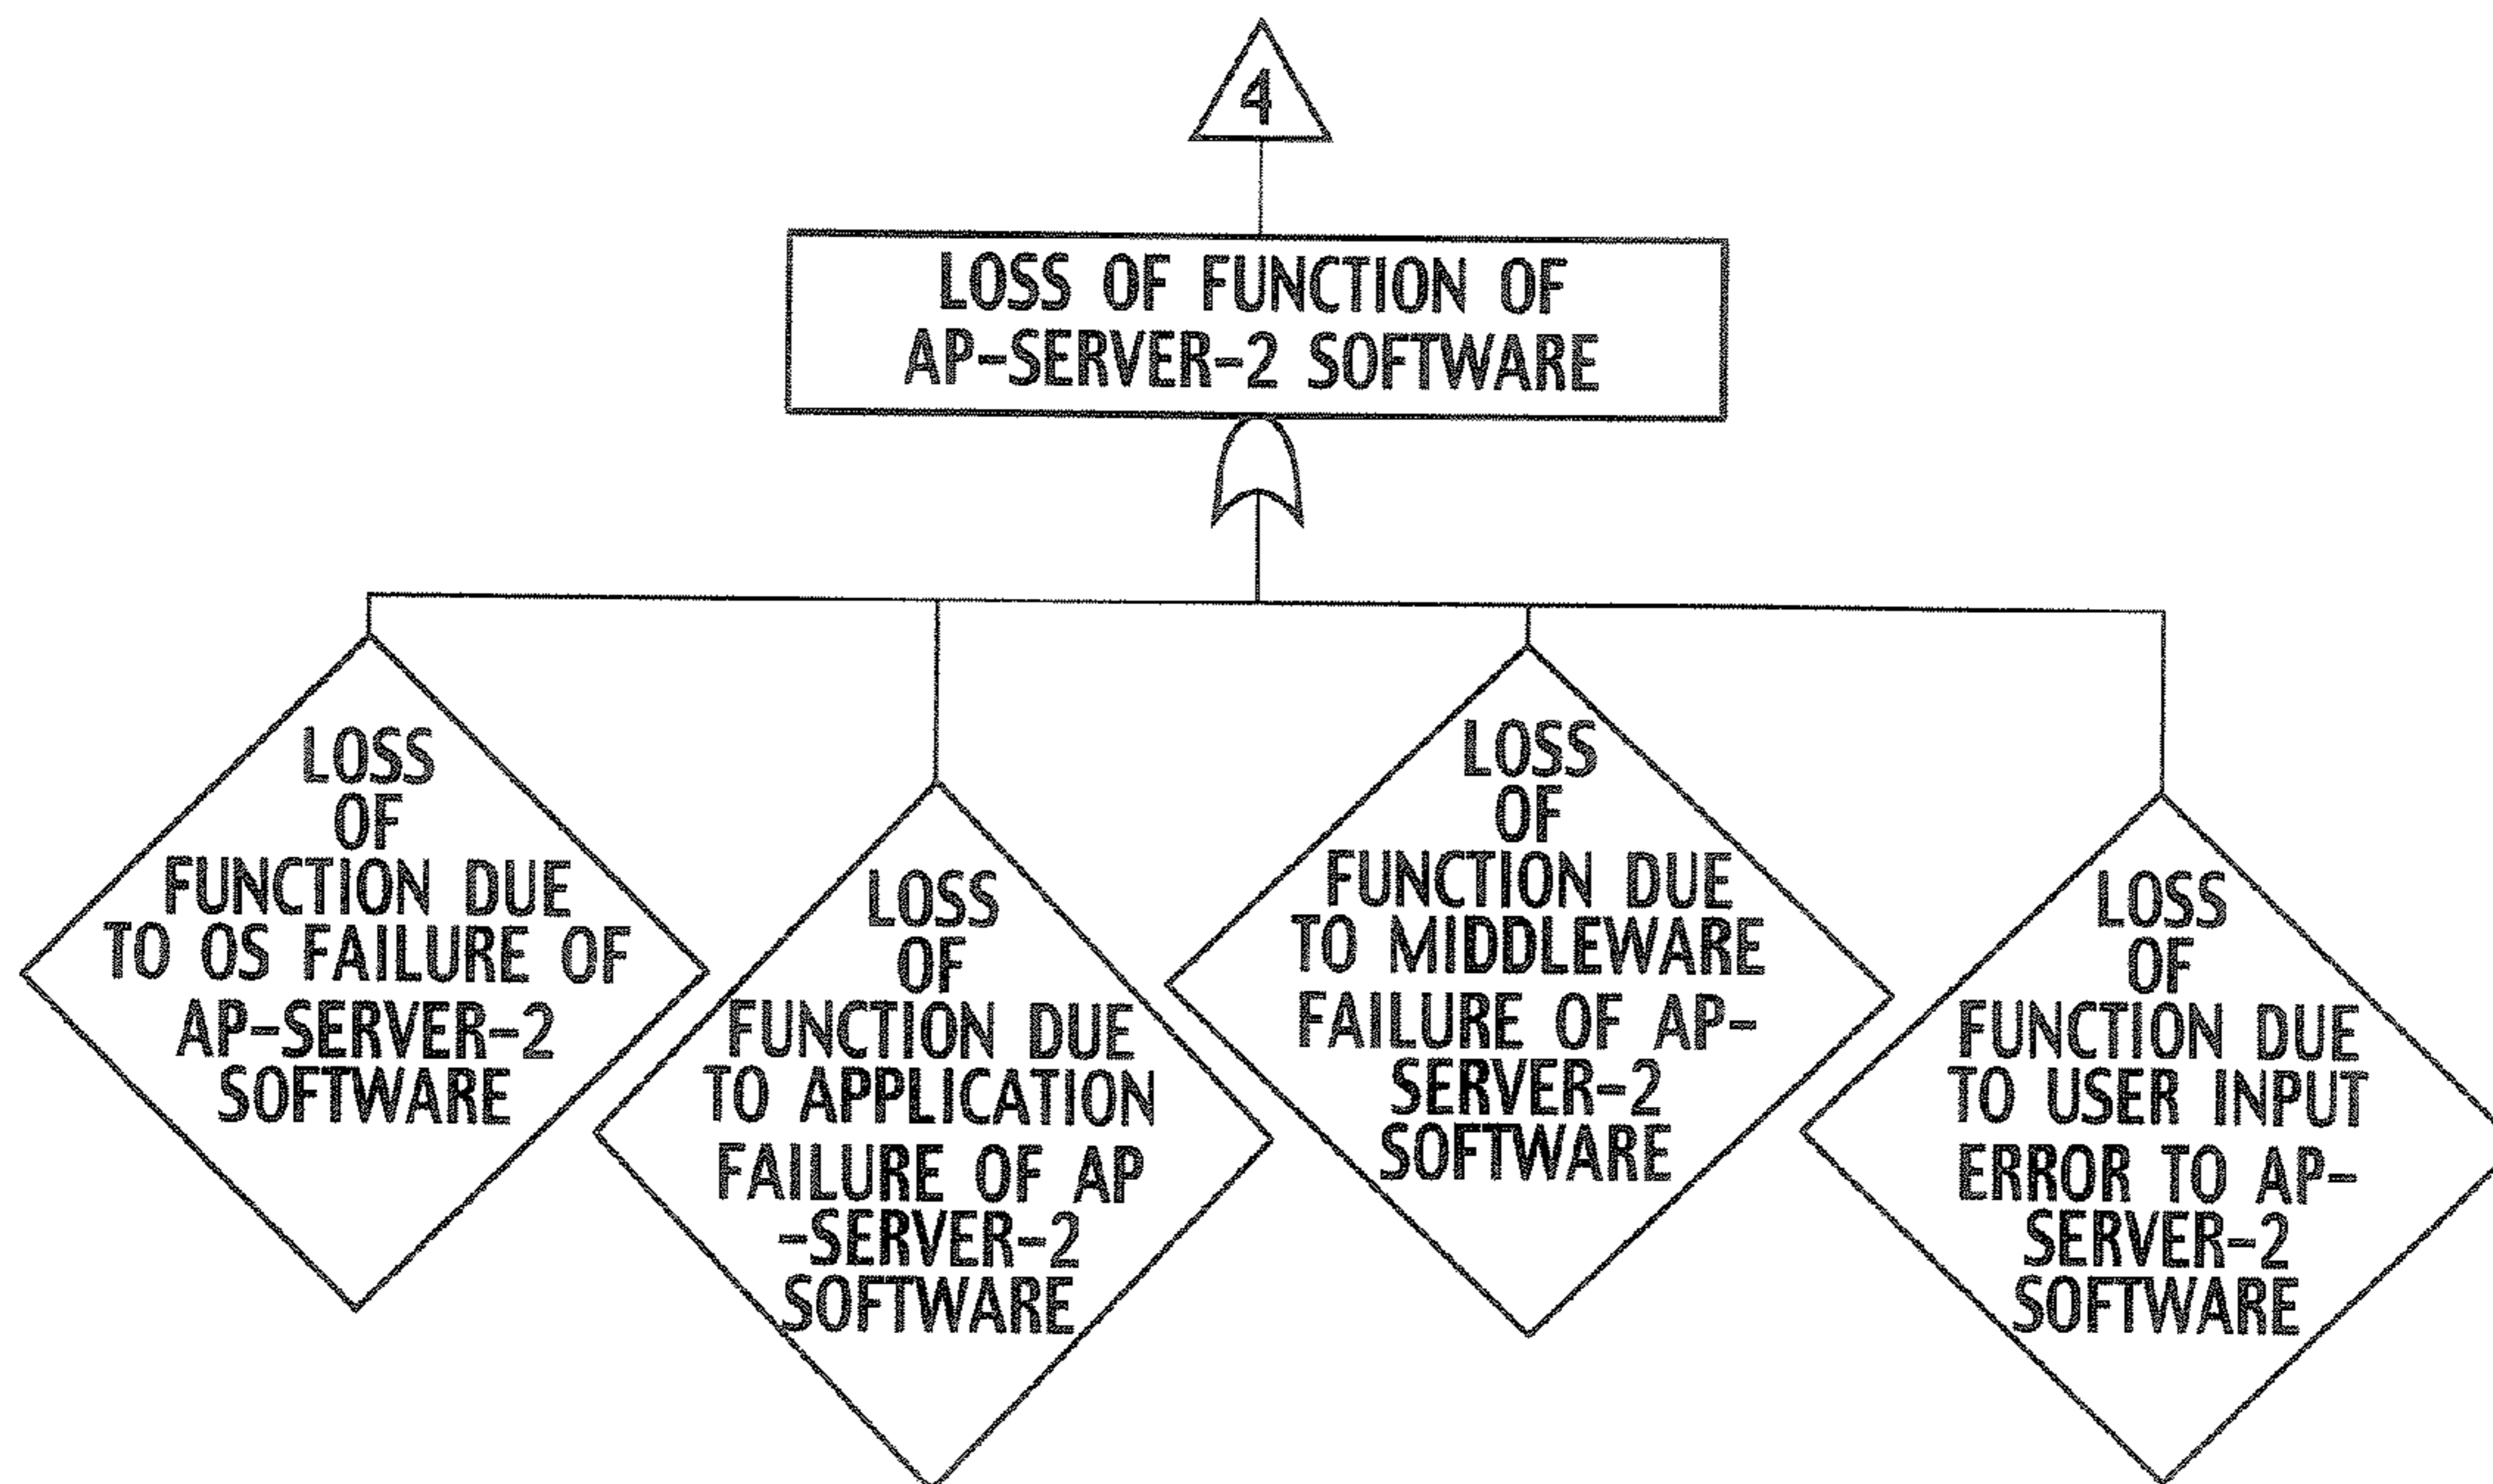 4
LOSS OF FUNCTION OF
AP-SERVER-2 SOFTWARE
LOSS
OF
FUNCTION DUE
TO OS FAILURE OF
AP-SERVER-2
SOFTWARE
LOSS
OF
FUNCTION DUE
TO APPLICATION
FAILURE OF AP
-SERVER-2
SOFTWARE
LOSS
OF
FUNCTION DUE
TO MIDDLEWARE
FAILURE OF AP-
SERVER-2
SOFTWARE
LOSS
OF
FUNCTION DUE
TO USER INPUT
ERROR TO AP-
SERVER-2
SOFTWARE